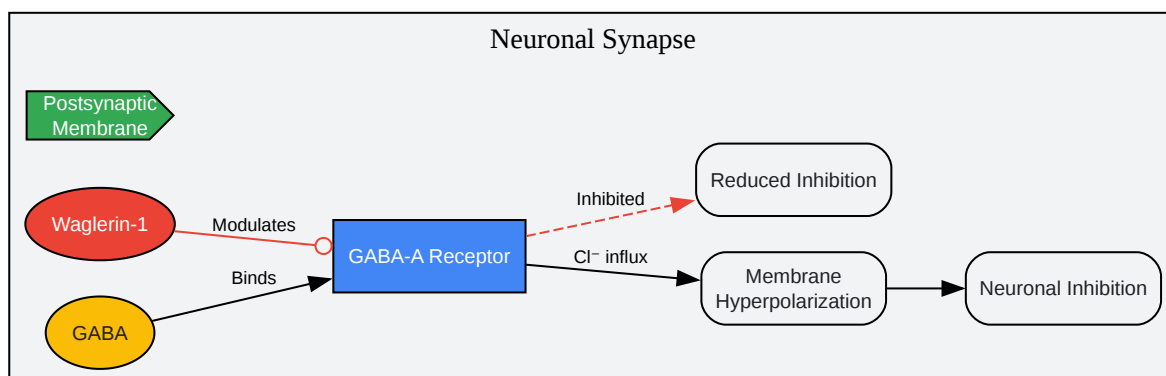 Neuronal Synapse
Postsynaptic
Membrane
Waglerin-1
Modulates
GABA
Binds
GABA-A Receptor
Inhibited
Reduced Inhibition
Cl⁻ influx
Membrane
Hyperpolarization
Neuronal Inhibition